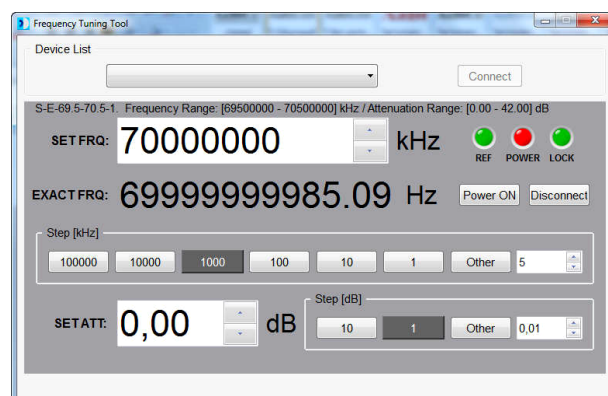 Frequency Tuning Tool
Device List
Connect
S-E-69.5-70.5-1. Frequency Range: [69500000 - 70500000] kHz / Attenuation Range: [0.00 - 42.00] dB
SET FRQ: 70000000 kHz
REF POWER LOCK
EXACT FRQ: 69999999985.09 Hz Power ON Disconnect
Step [kHz]
100000 10000 1000 100 10 1 Other 5
SET ATT: 0,00 dB
Step [dB]
10 1 Other 0,01